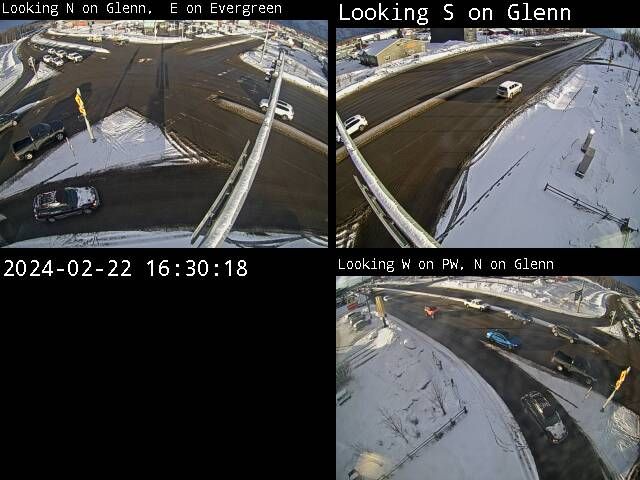 Looking N on Glenn,  E on Evergreen
Looking S on Glenn
2024-02-22 16:30:18
Looking W on PW, N on Glenn